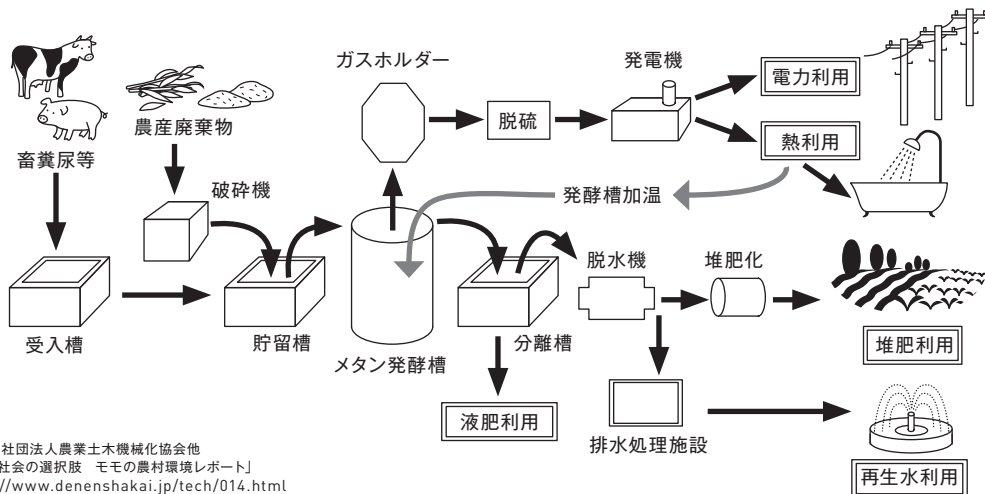 ガスホルダー
発電機
電力利用
農産廃棄物
脱硫
熱利用
畜糞尿等
破砕機
発酵槽加温
脱水機
堆肥化
受入槽
貯留槽
メタン発酵槽
分離槽
堆肥利用
液肥利用
排水処理施設
再生水利用
社団法人農業土木機械化協会他
社会の選択肢 モモの農村環境レポート」
//www.denenshakai.jp/tech/014.html